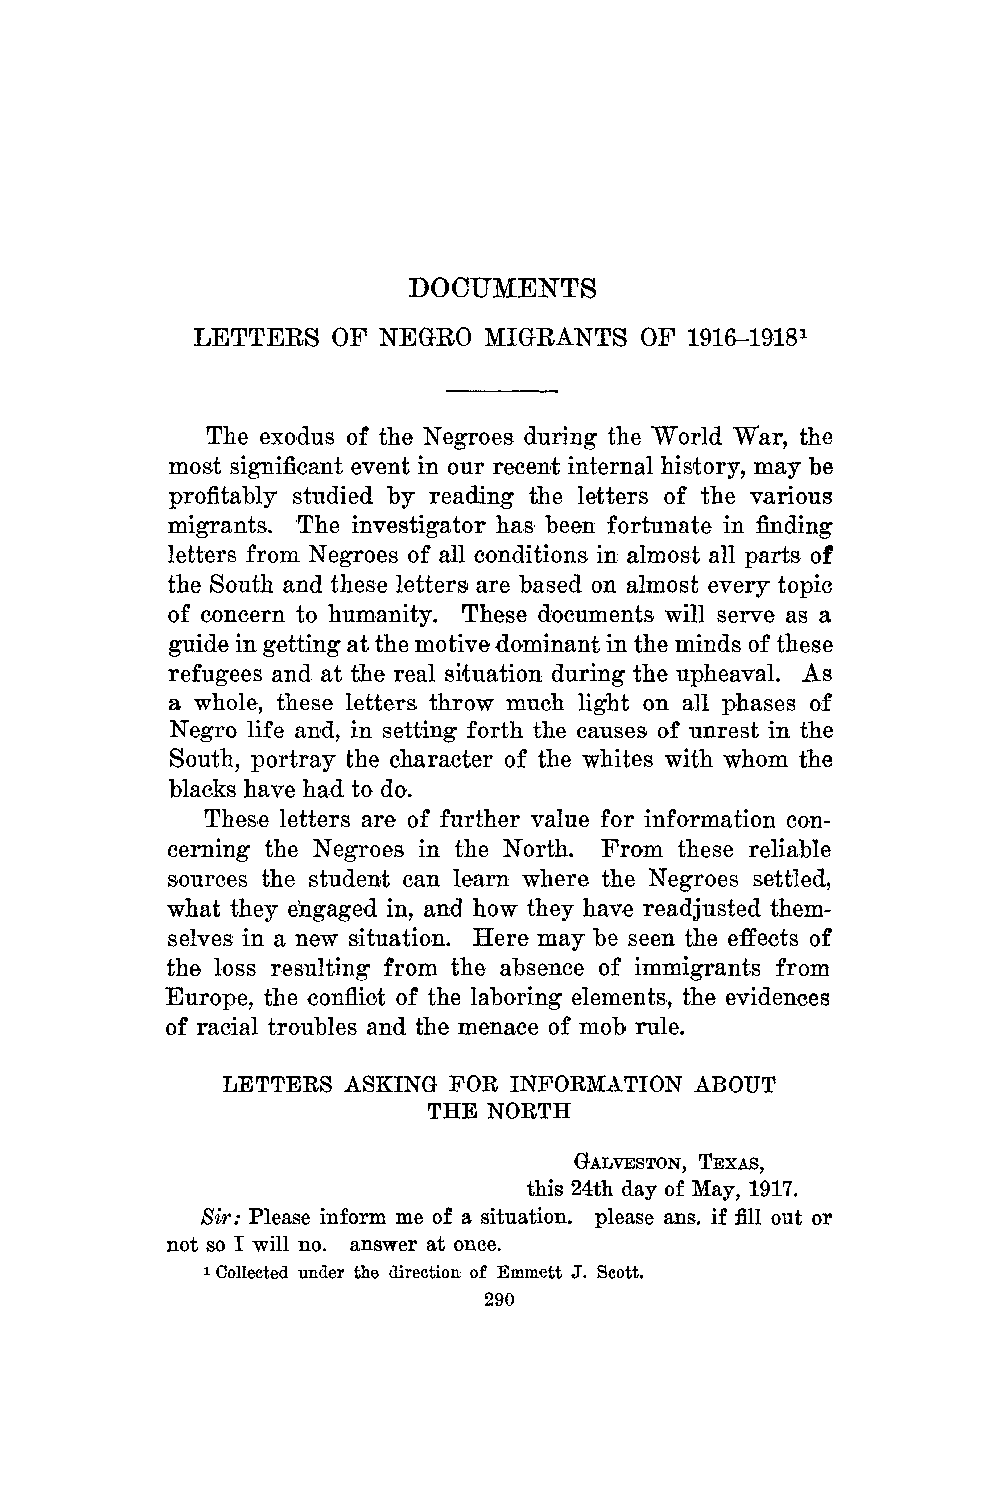 DOCUMENTS
LETTERS OF NEGRO MIGRANTS OF 1916–1918¹
The exodus of the Negroes during the World War, the
most significant event in our recent internal history, may be
profitably studied by reading the letters of the various
migrants. The investigator has been fortunate in finding
letters from Negroes of all conditions in almost all parts of
the South and these letters are based on almost every topic
of concern to humanity. These documents will serve as a
guide in getting at the motive dominant in the minds of these
refugees and at the real situation during the upheaval. As
a whole, these letters throw much light on all phases of
Negro life and, in setting forth the causes of unrest in the
South, portray the character of the whites with whom the
blacks have had to do.
These letters are of further value for information con-
cerning the Negroes in the North. From these reliable
sources the student can learn where the Negroes settled,
what they engaged in, and how they have readjusted them-
selves in a new situation. Here may be seen the effects of
the loss resulting from the absence of immigrants from
Europe, the conflict of the laboring elements, the evidences
of racial troubles and the menace of mob rule.
LETTERS ASKING FOR INFORMATION ABOUT
THE NORTH
GALVESTON, TEXAS,
this 24th day of May, 1917.
Sir: Please inform me of a situation. please ans. if fill out or
not so I will no. answer at once.
¹ Collected under the direction of Emmett J. Scott.
290